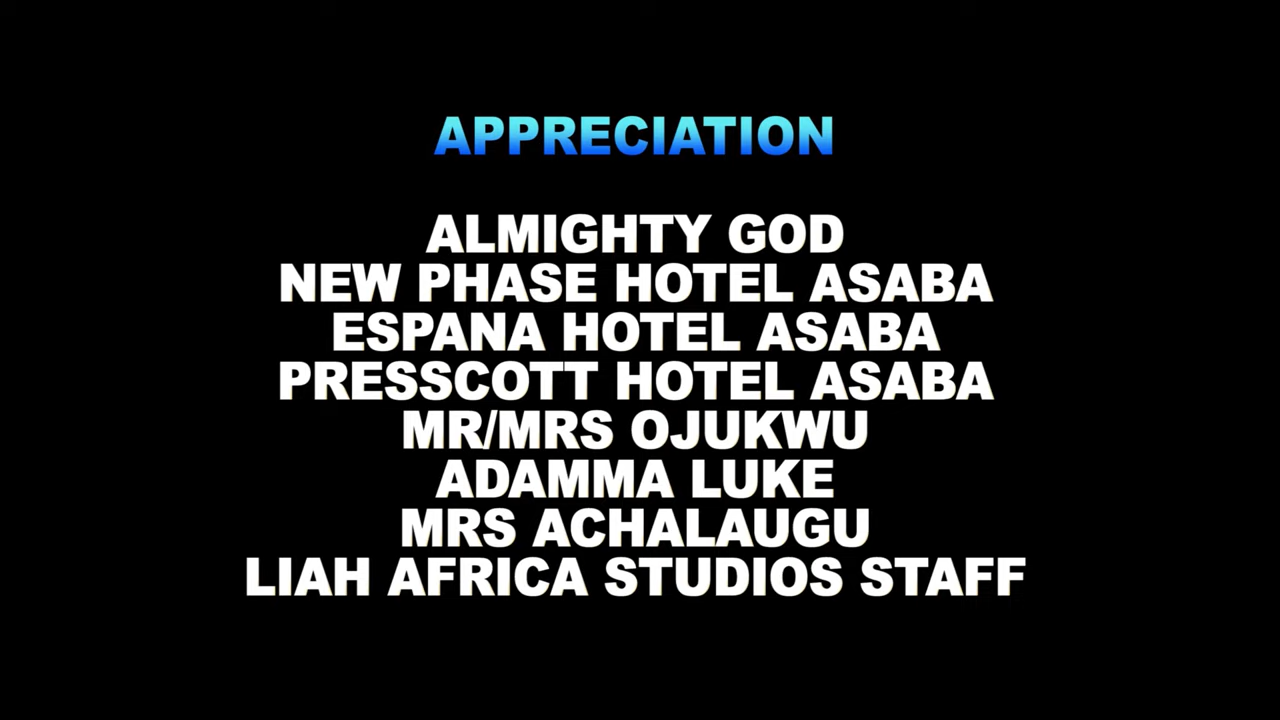 APPRECIATION
ALMIGHTY GOD
NEW PHASE HOTEL ASABA
ESPANA HOTEL ASABA
PRESSCOTT HOTEL ASABA
MR/MRS OJUKWU
ADAMMA LUKE
MRS ACHALAUGU
LIAH AFRICA STUDIOS STAFF